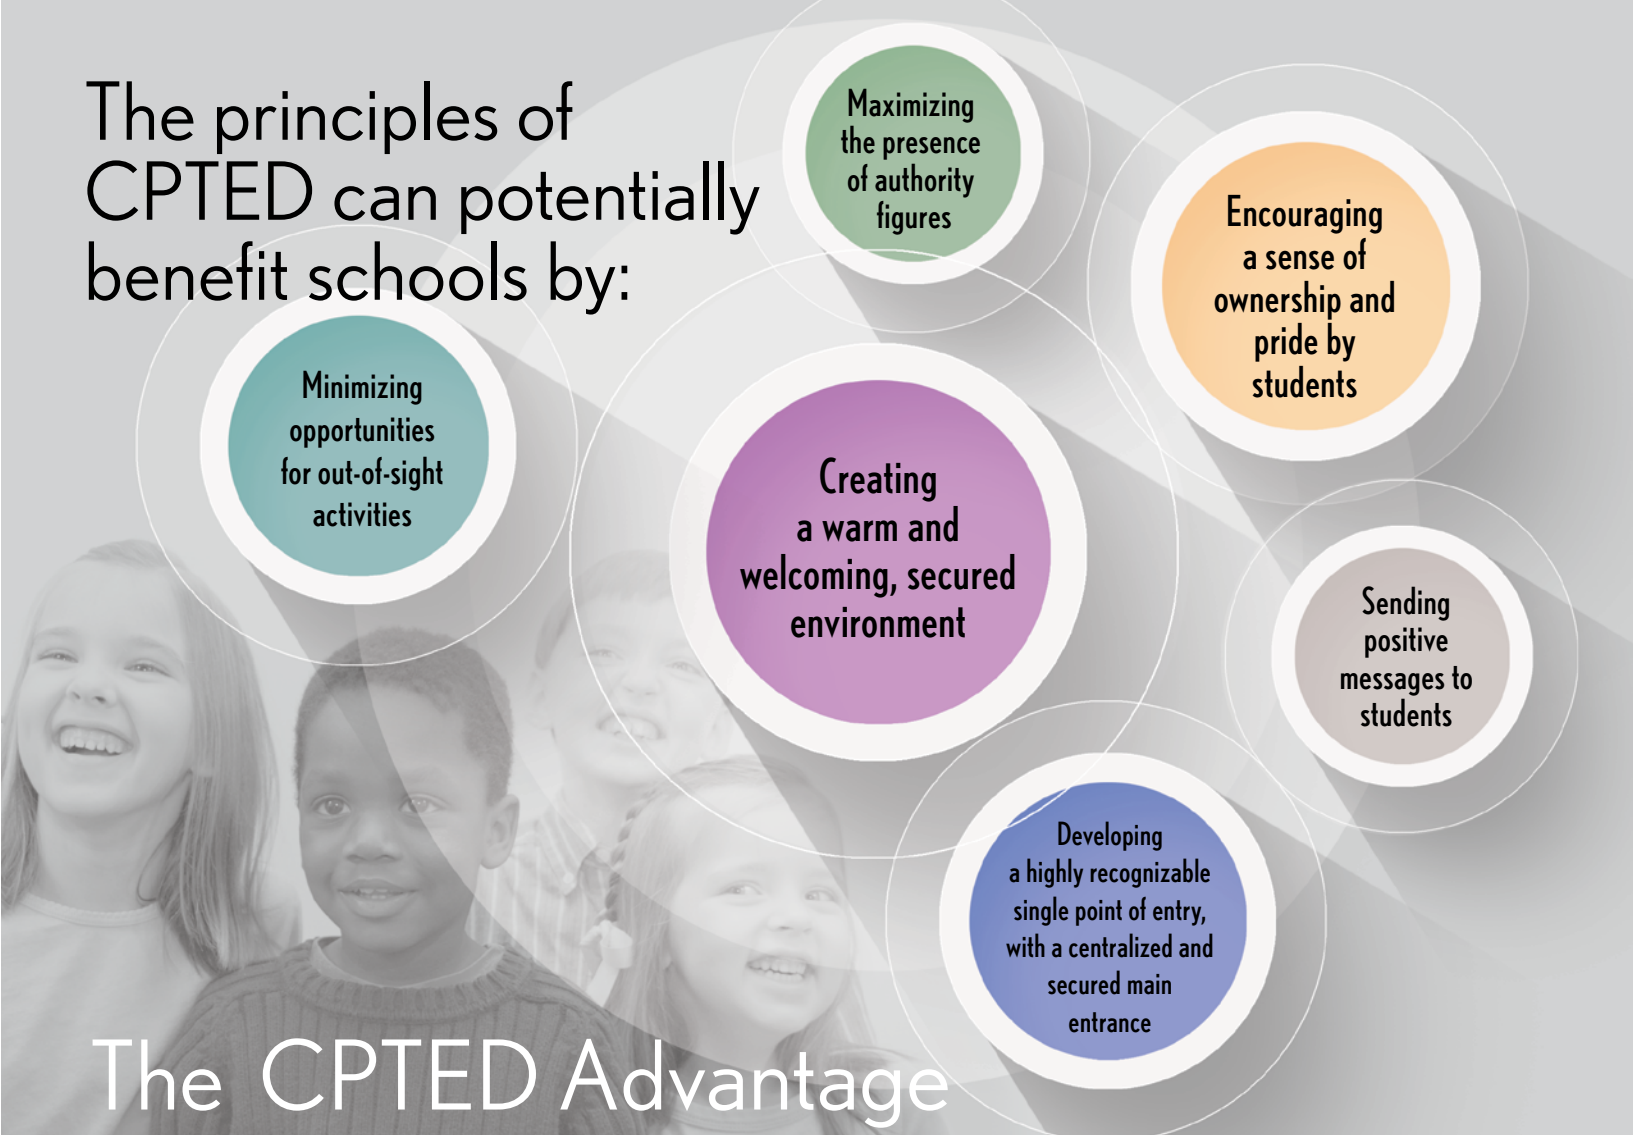 The principles of
CPTED can potentially
benefit schools by:
Maximizing
the presence
of authority
figures
Encouraging
a sense of
ownership and
pride by
students
Minimizing
opportunities
for out-of-sight
activities
Creating
a warm and
welcoming, secured
environment
Sending
positive
messages to
students
Developing
a highly recognizable
single point of entry,
with a centralized and
secured main
entrance
The CPTED Advantage